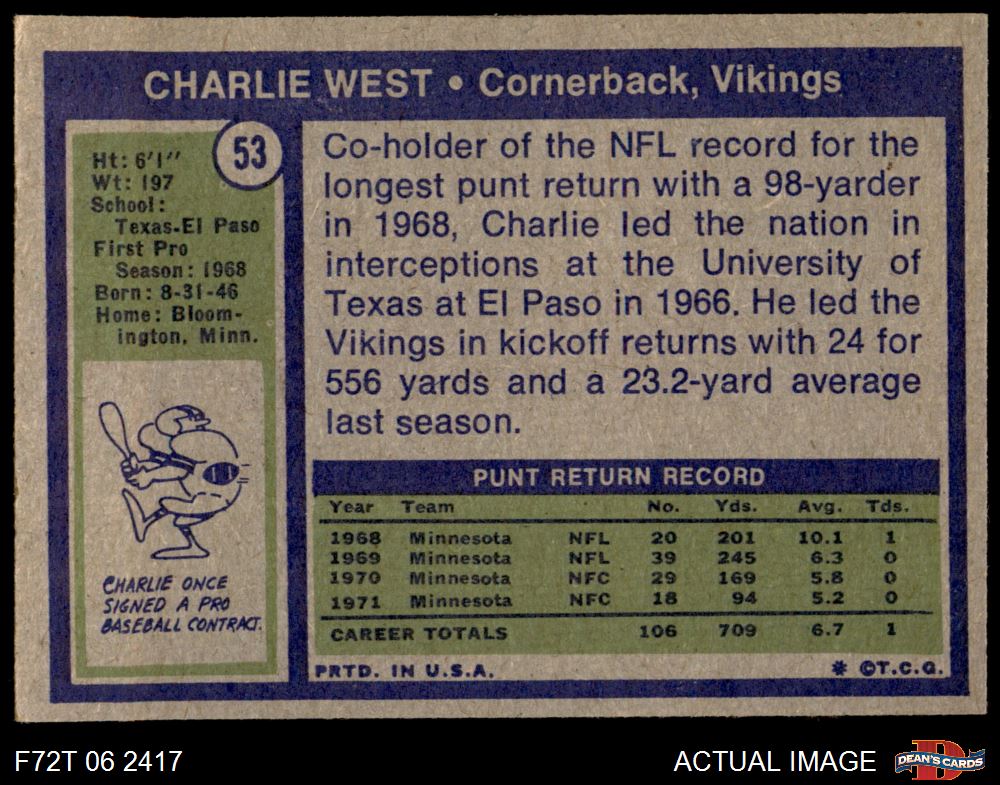 CHARLIE WEST • Cornerback, Vikings
53
Ht: 6'1"
Wt: 197
School:
Texas-El Paso
First Pro
Season: 1968
Born: 8-31-46
Home: Bloom-
ington, Minn.
CHARLIE ONCE
SIGNED A PRO
BASEBALL CONTRACT.
Co-holder of the NFL record for the
longest punt return with a 98-yarder
in 1968, Charlie led the nation in
interceptions at the University of
Texas at El Paso in 1966. He led the
Vikings in kickoff returns with 24 for
556 yards and a 23.2-yard average
last season.
PUNT RETURN RECORD
Year Team No. Yds. Avg. Tds.
1968 Minnesota NFL 20 201 10.1 1
1969 Minnesota NFL 39 245 6.3 0
1970 Minnesota NFC 29 169 5.8 0
1971 Minnesota NFC 18 94 5.2 0
CAREER TOTALS 106 709 6.7 1
PRTD. IN U.S.A. * ©T.C.G.
F72T 06 2417 ACTUAL IMAGE
D
DEAN'S CARDS